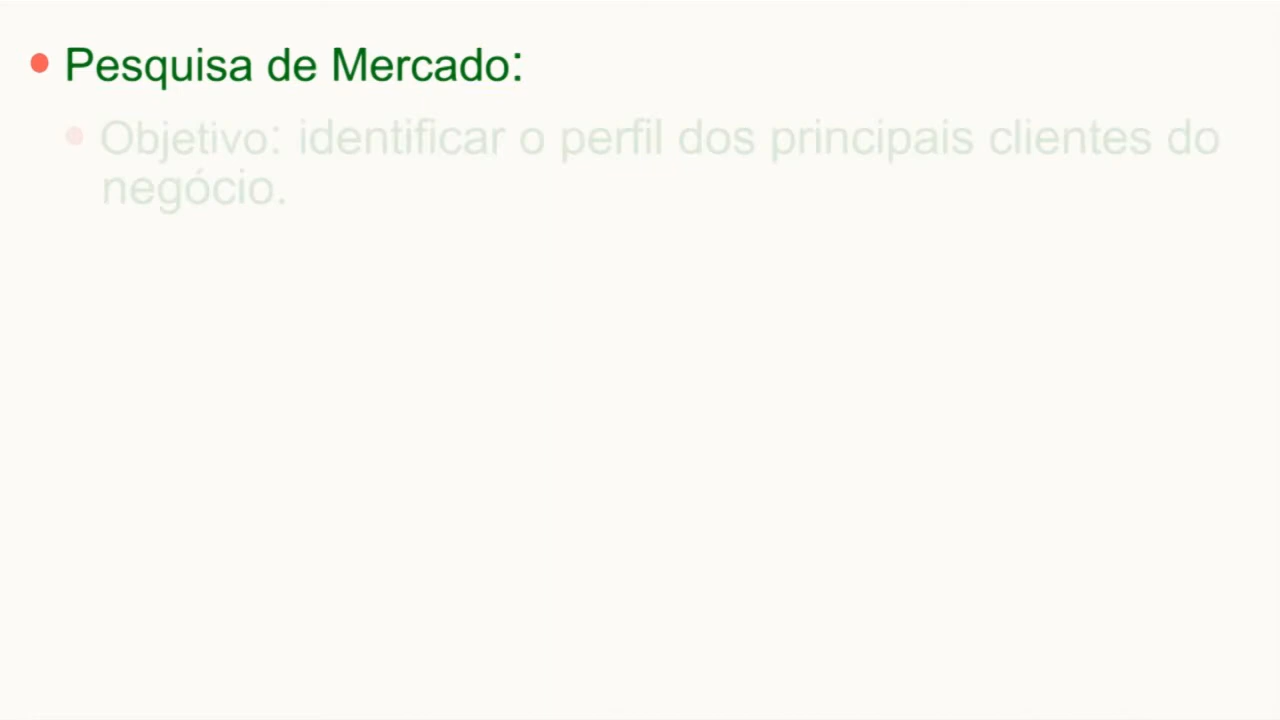 Pesquisa de Mercado:
Objetivo: identificar o perfil dos principais clientes do
negócio.